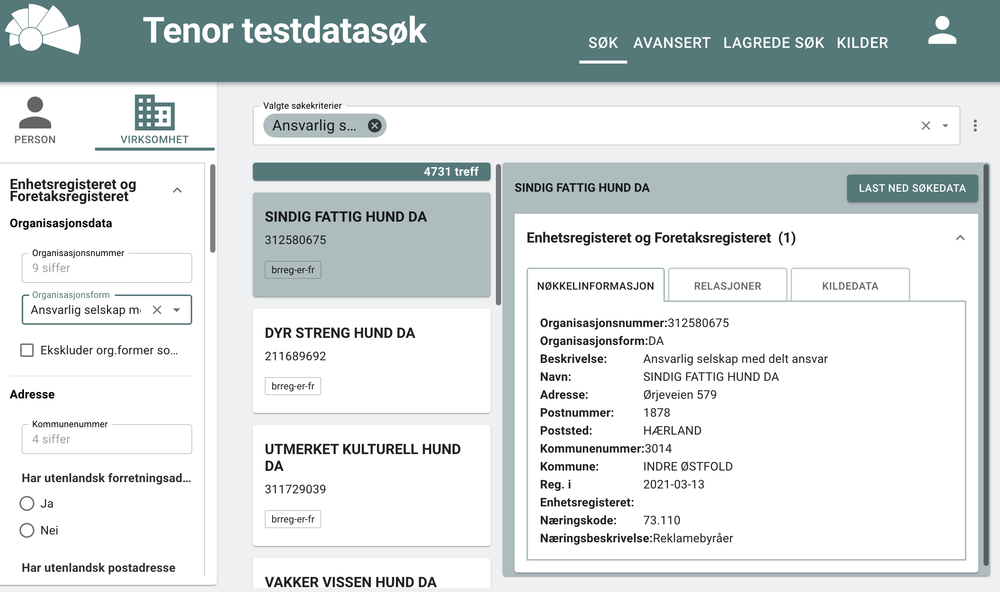 Tenor testdatasøk
SØK AVANSERT LAGREDE SØK KILDER
PERSON
VIRKSOMHET
Enhetsregisteret og
Foretaksregisteret
Organisasjonsdata
Organisasjonsnummer
9 siffer
Organisasjonsform
Ansvarlig selskap m
Ekskluder org.former so...
Adresse
Kommunenummer
4 siffer
Har utenlandsk forretningsad...
Ja
Nei
Har utenlandsk postadresse
Valgte søkekriterier
Ansvarlig s...
4731 treff
SINDIG FATTIG HUND DA
312580675
brreg-er-fr
DYR STRENG HUND DA
211689692
brreg-er-fr
UTMERKET KULTURELL HUND
DA
311729039
brreg-er-fr
VAKKER VISSEN HUND DA
SINDIG FATTIG HUND DA
LAST NED SØKEDATA
Enhetsregisteret og Foretaksregisteret (1)
NØKKELINFORMASJON RELASJONER KILDEDATA
Organisasjonsnummer:312580675
Organisasjonsform:DA
Beskrivelse: Ansvarlig selskap med delt ansvar
Navn: SINDIG FATTIG HUND DA
Adresse: Ørjeveien 579
Postnummer: 1878
Poststed: HÆRLAND
Kommunenummer:3014
Kommune: INDRE ØSTFOLD
Reg. i 2021-03-13
Enhetsregisteret:
Næringskode: 73.110
Næringsbeskrivelse:Reklamebyråer